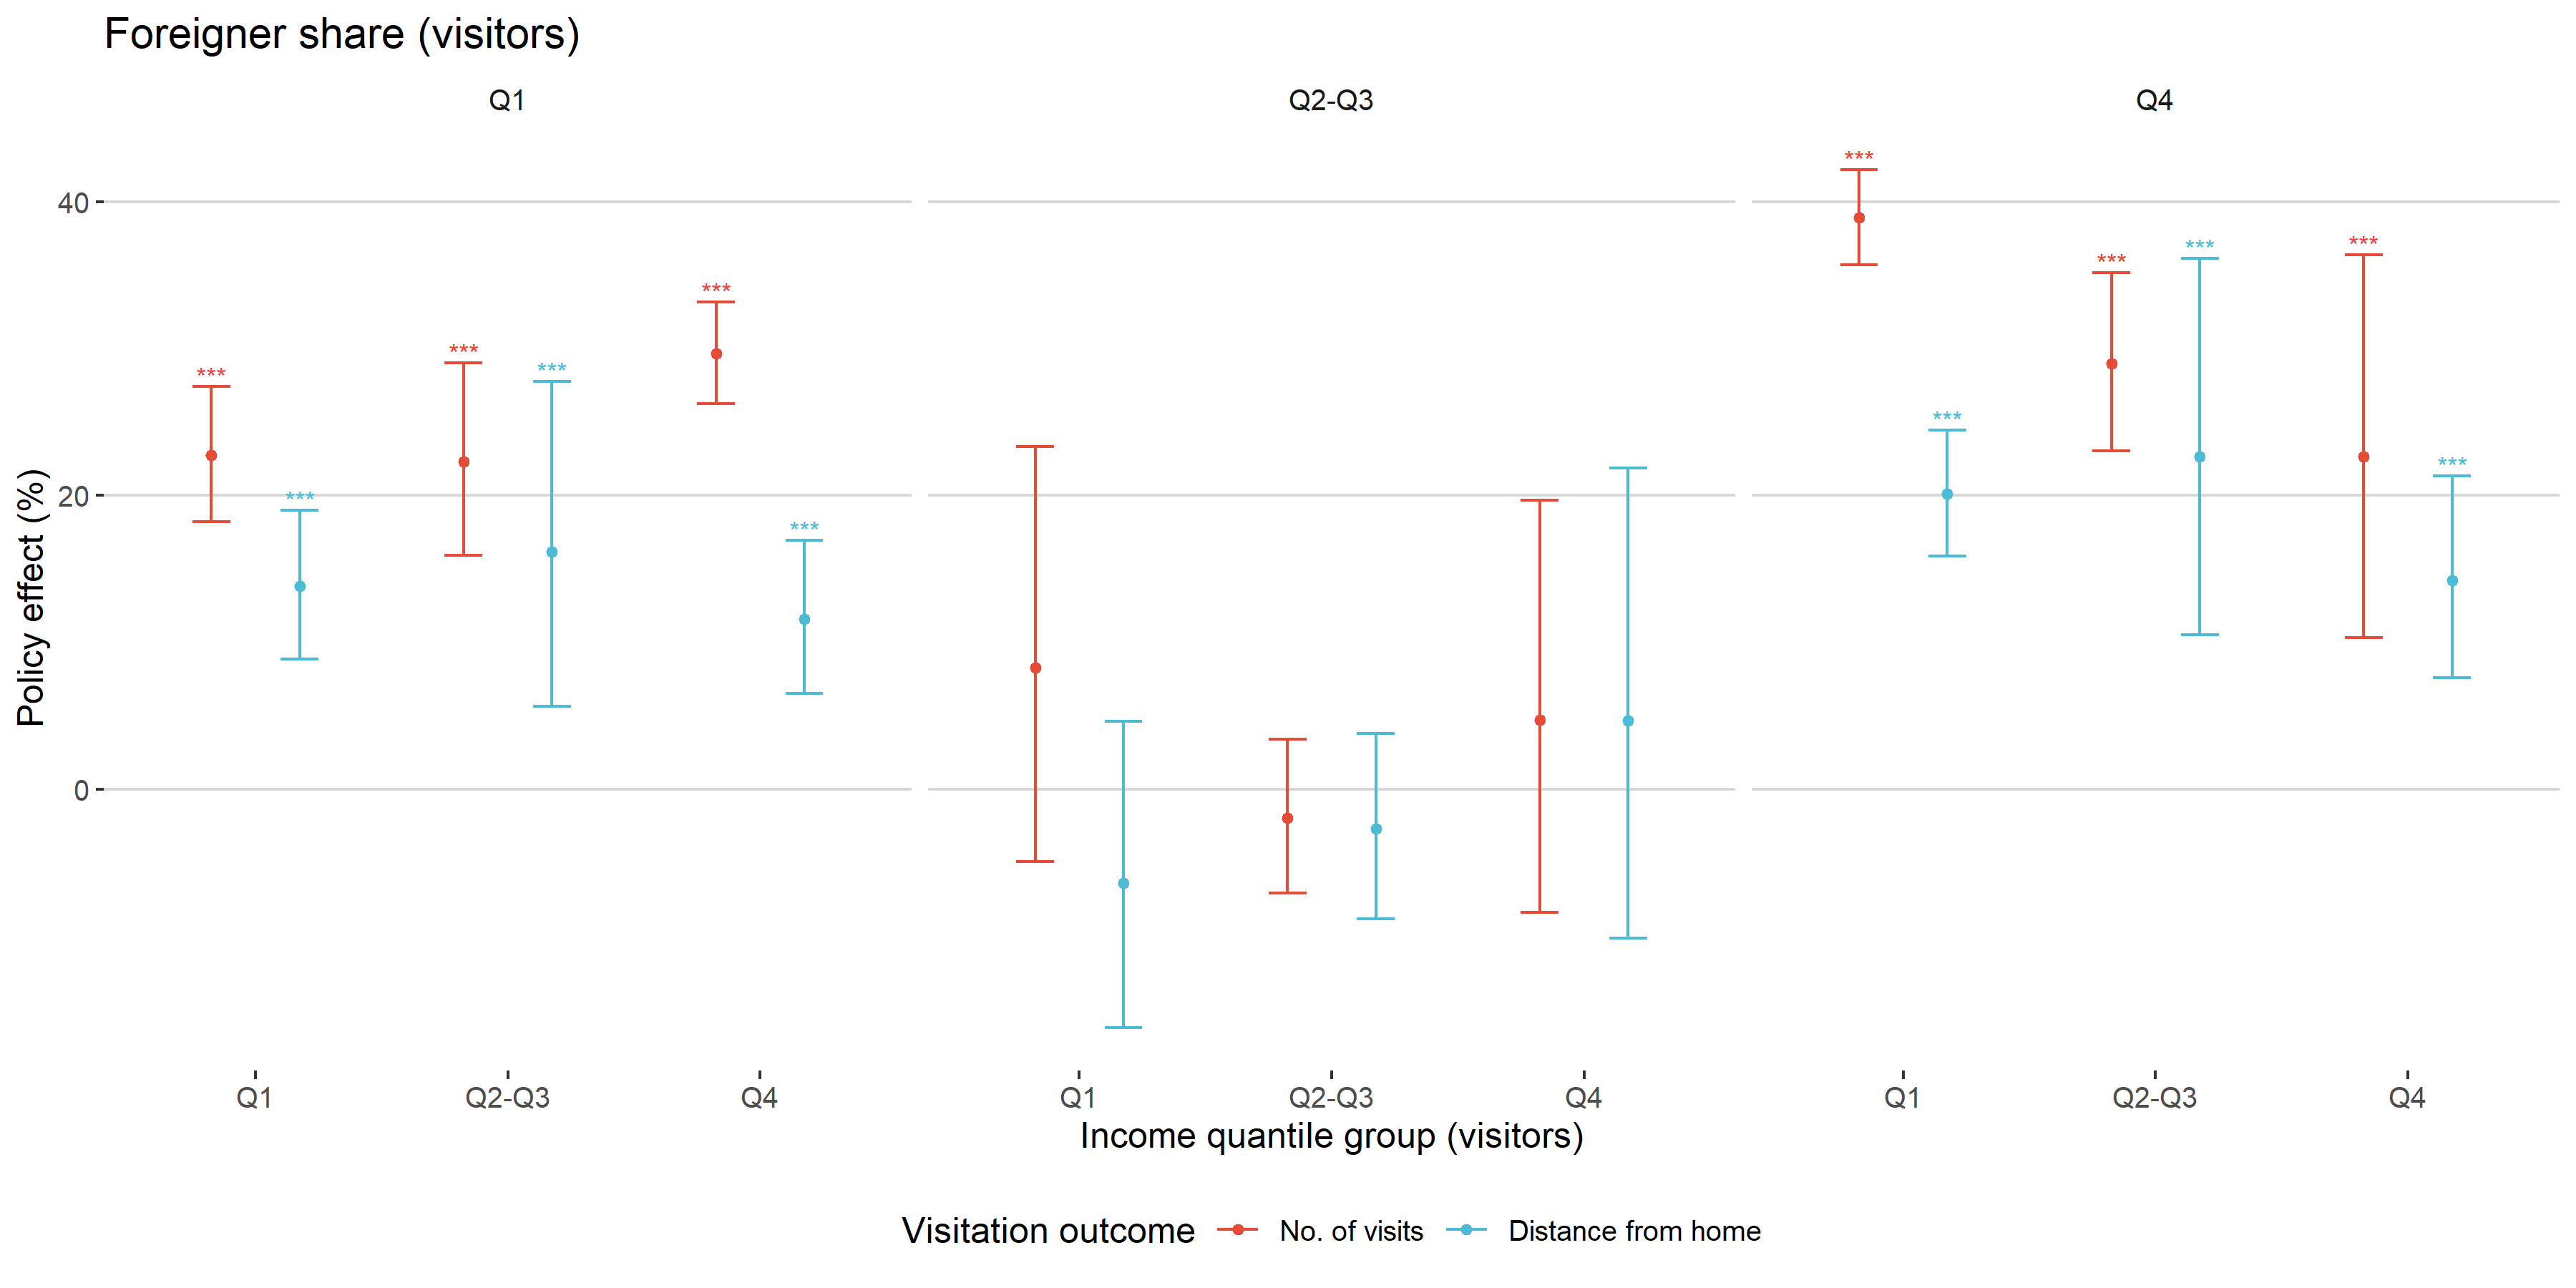 Foreigner share (visitors)
Q1 Q2-Q3 Q4
Policy effect (%)
40
20
0
*** *** *** *** *** ***
*** *** *** *** *** ***
Q1 Q2-Q3 Q4 Q1 Q2-Q3 Q4 Q1 Q2-Q3 Q4
Income quantile group (visitors)
Visitation outcome No. of visits Distance from home